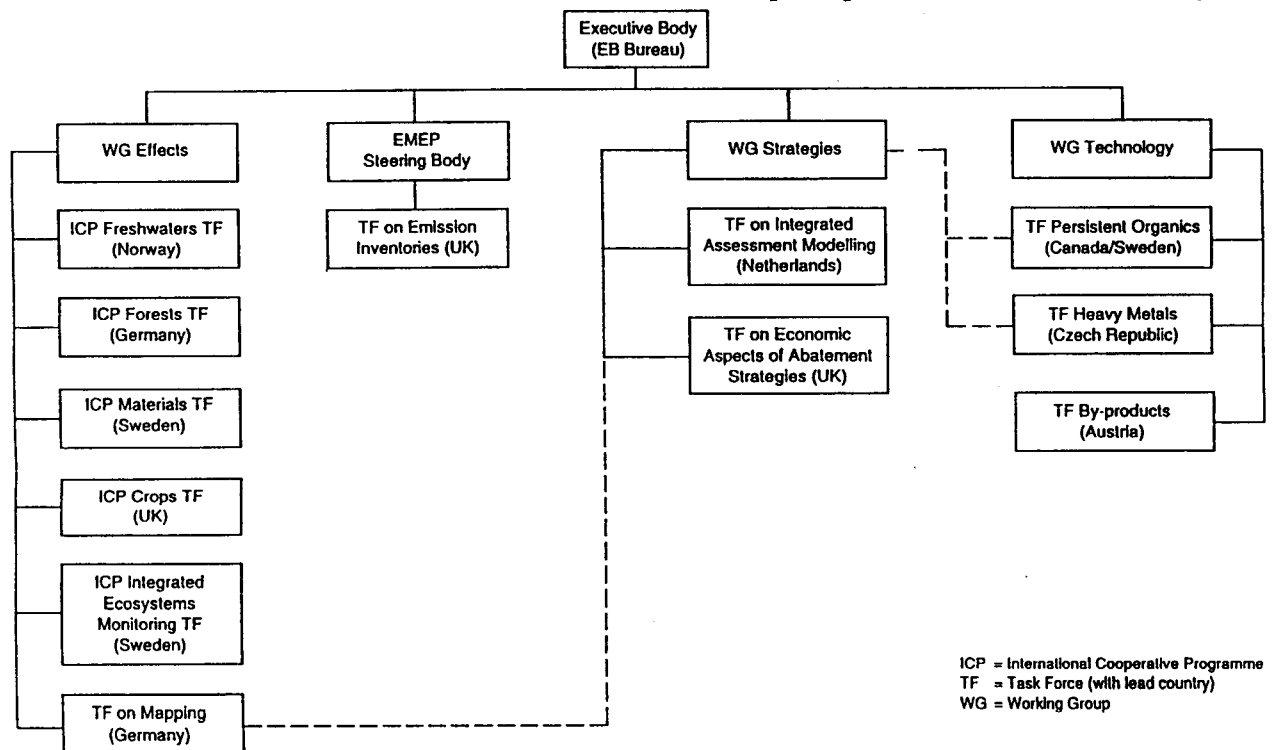 Executive Body
(EB Bureau)
WG Effects
ICP Freshwaters TF
(Norway)
ICP Forests TF
(Germany)
ICP Materials TF
(Sweden)
ICP Crops TF
(UK)
ICP Integrated
Ecosystems
Monitoring TF
(Sweden)
TF on Mapping
(Germany)
EMEP
Steering Body
TF on Emission
Inventories (UK)
WG Strategies
TF on Integrated
Assessment Modelling
(Netherlands)
TF on Economic
Aspects of Abatement
Strategies (UK)
WG Technology
TF Persistent Organics
(Canada/Sweden)
TF Heavy Metals
(Czech Republic)
TF By-products
(Austria)
ICP = International Cooperative Programme
TF = Task Force (with lead country)
WG = Working Group